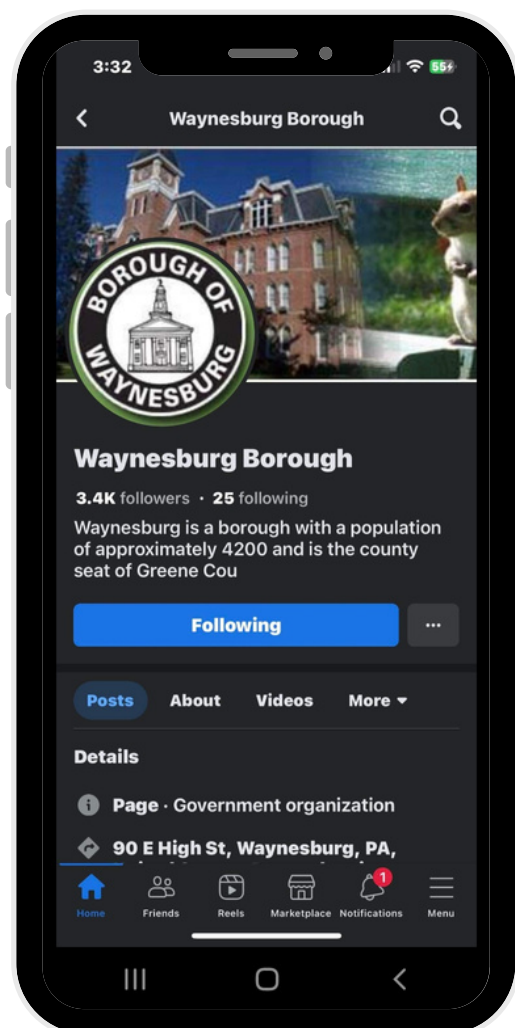 3:32
55
Waynesburg Borough
BOROUGH OF
WAYNESBURG
Waynesburg Borough
3.4K followers · 25 following
Waynesburg is a borough with a population
of approximately 4200 and is the county
seat of Greene Cou
Following
Posts About Videos More
Details
Page · Government organization
90 E High St, Waynesburg, PA,
1
Home Friends Reels Marketplace Notifications Menu